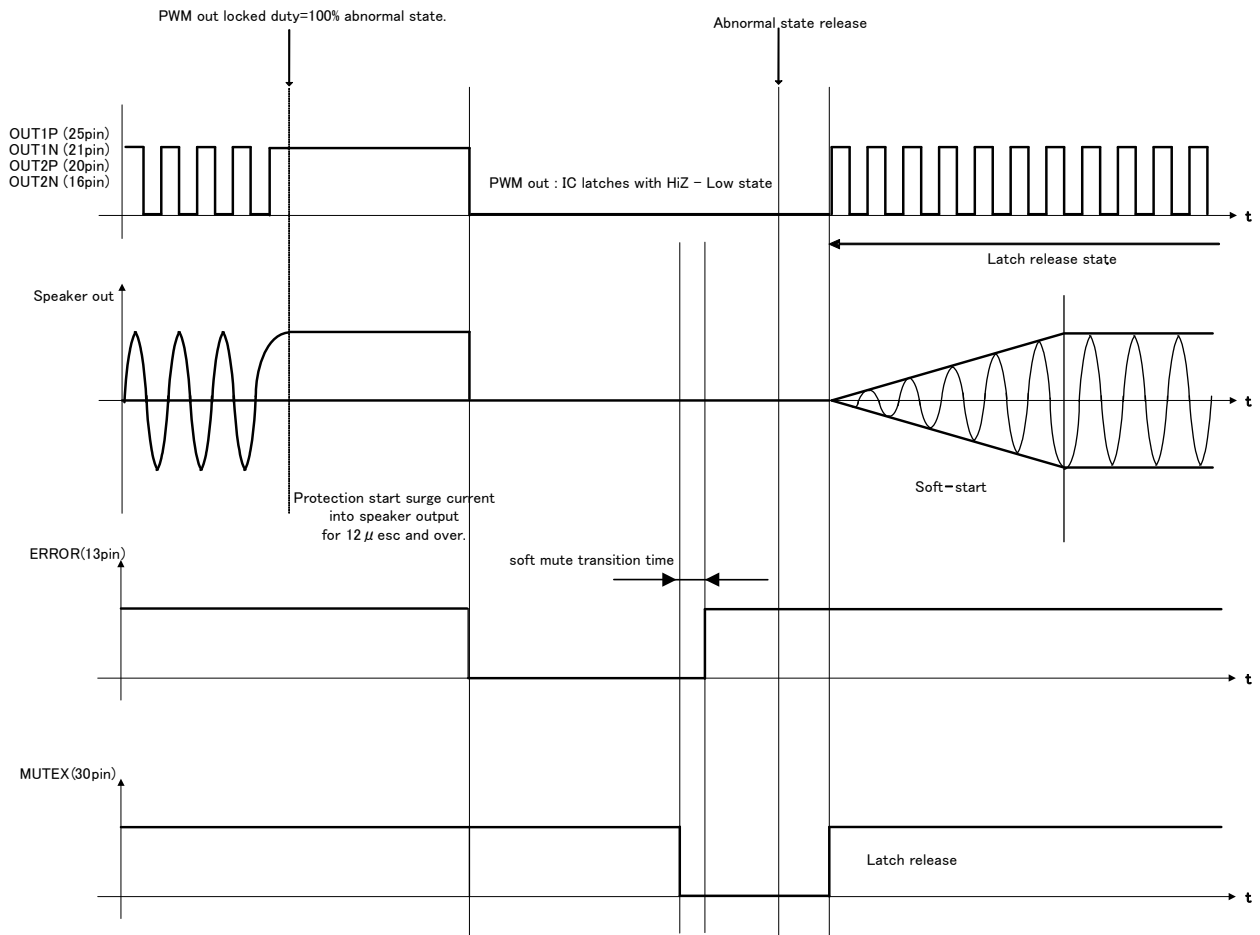 PWM out locked duty=100% abnormal state.
Abnormal state release
OUT1P (25pin)
OUT1N (21pin)
OUT2P (20pin)
OUT2N (16pin)
PWM out : IC latches with HiZ - Low state
t
Latch release state
Speaker out
t
Soft-start
Protection start surge current
into speaker output
for 12 μ esc and over.
ERROR(13pin)
soft mute transition time
t
MUTEX(30pin)
Latch release
t